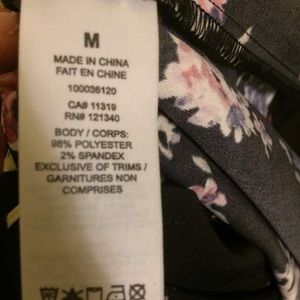 M
MADE IN CHINA
FAIT EN CHINE
100036120
CA# 11319
RN# 121340
BODY / CORPS:
98% POLYESTER
2% SPANDEX
EXCLUSIVE OF TRIMS /
GARNITURES NON
COMPRISES